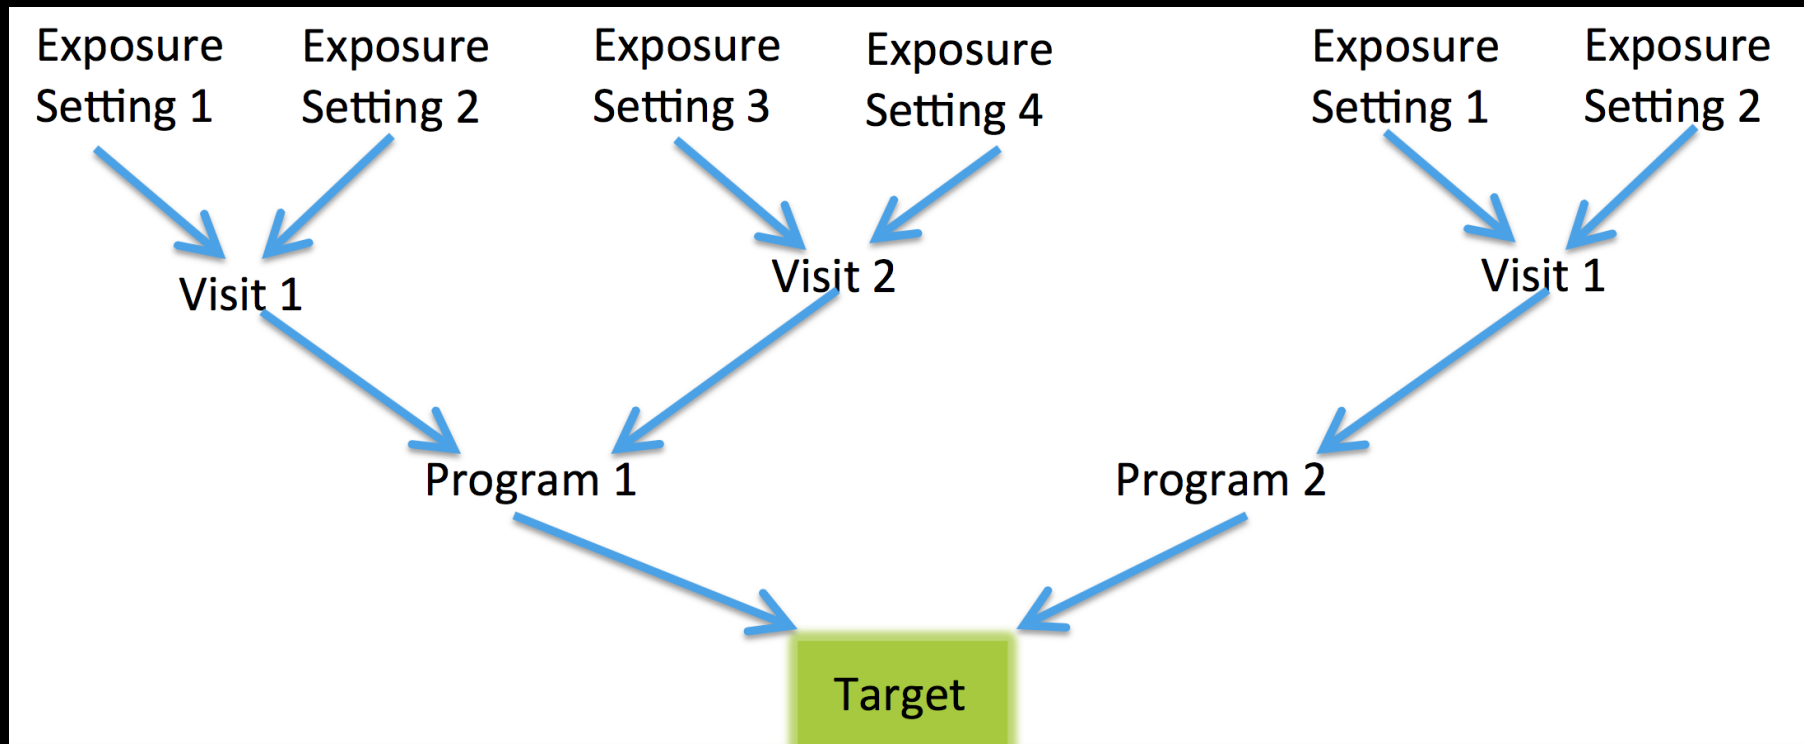 Exposure
Setting 1
Exposure
Setting 2
Exposure
Setting 3
Exposure
Setting 4
Exposure
Setting 1
Exposure
Setting 2
Visit 1
Visit 2
Visit 1
Program 1
Program 2
Target